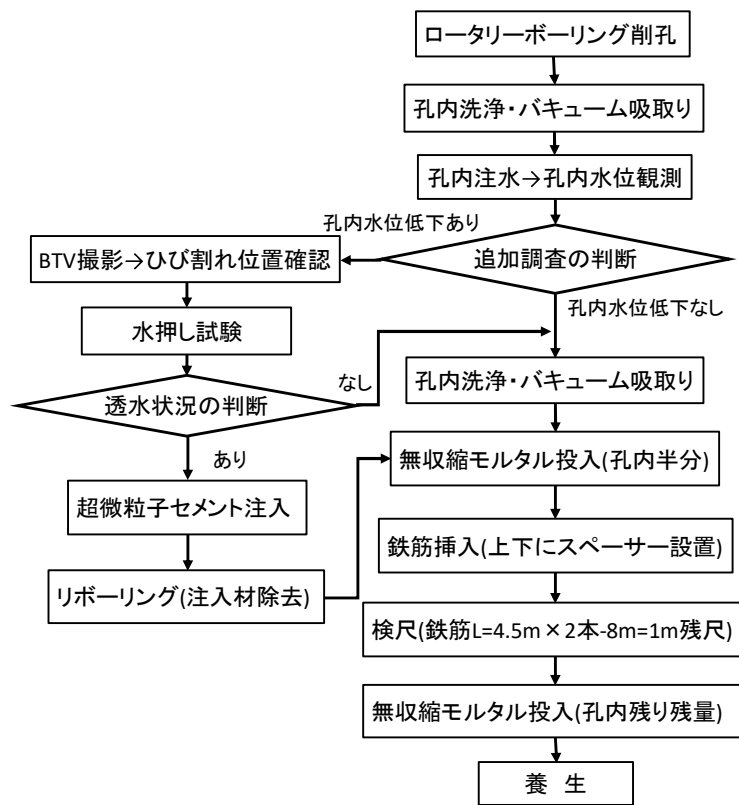 ロータリーボーリング削孔
孔内洗浄・バキューム吸取り
孔内注水→孔内水位観測
孔内水位低下あり
追加調査の判断
BTV撮影→ひび割れ位置確認
孔内水位低下なし
水押し試験
なし
孔内洗浄・バキューム吸取り
透水状況の判断
あり
無収縮モルタル投入(孔内半分)
超微粒子セメント注入
鉄筋挿入(上下にスペーサー設置)
リボーリング(注入材除去)
検尺(鉄筋L=4.5m×2本-8m=1m残尺)
無収縮モルタル投入(孔内残り残量)
養 生